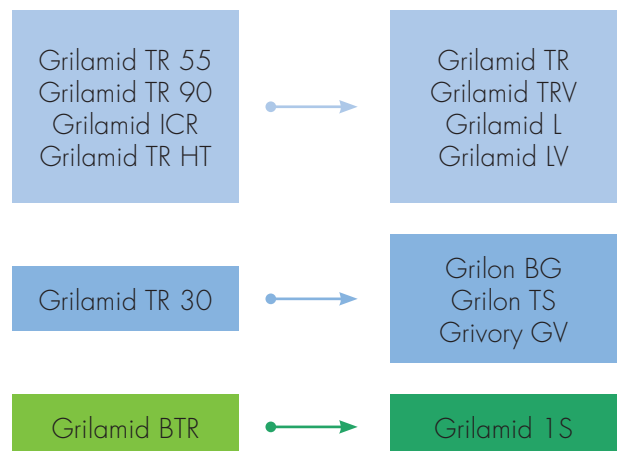 Grilamid TR 55
Grilamid TR 90
Grilamid ICR
Grilamid TR HT
Grilamid TR
Grilamid TRV
Grilamid L
Grilamid LV
Grilamid TR 30
Grilon BG
Grilon TS
Grivory GV
Grilamid BTR
Grilamid 1S